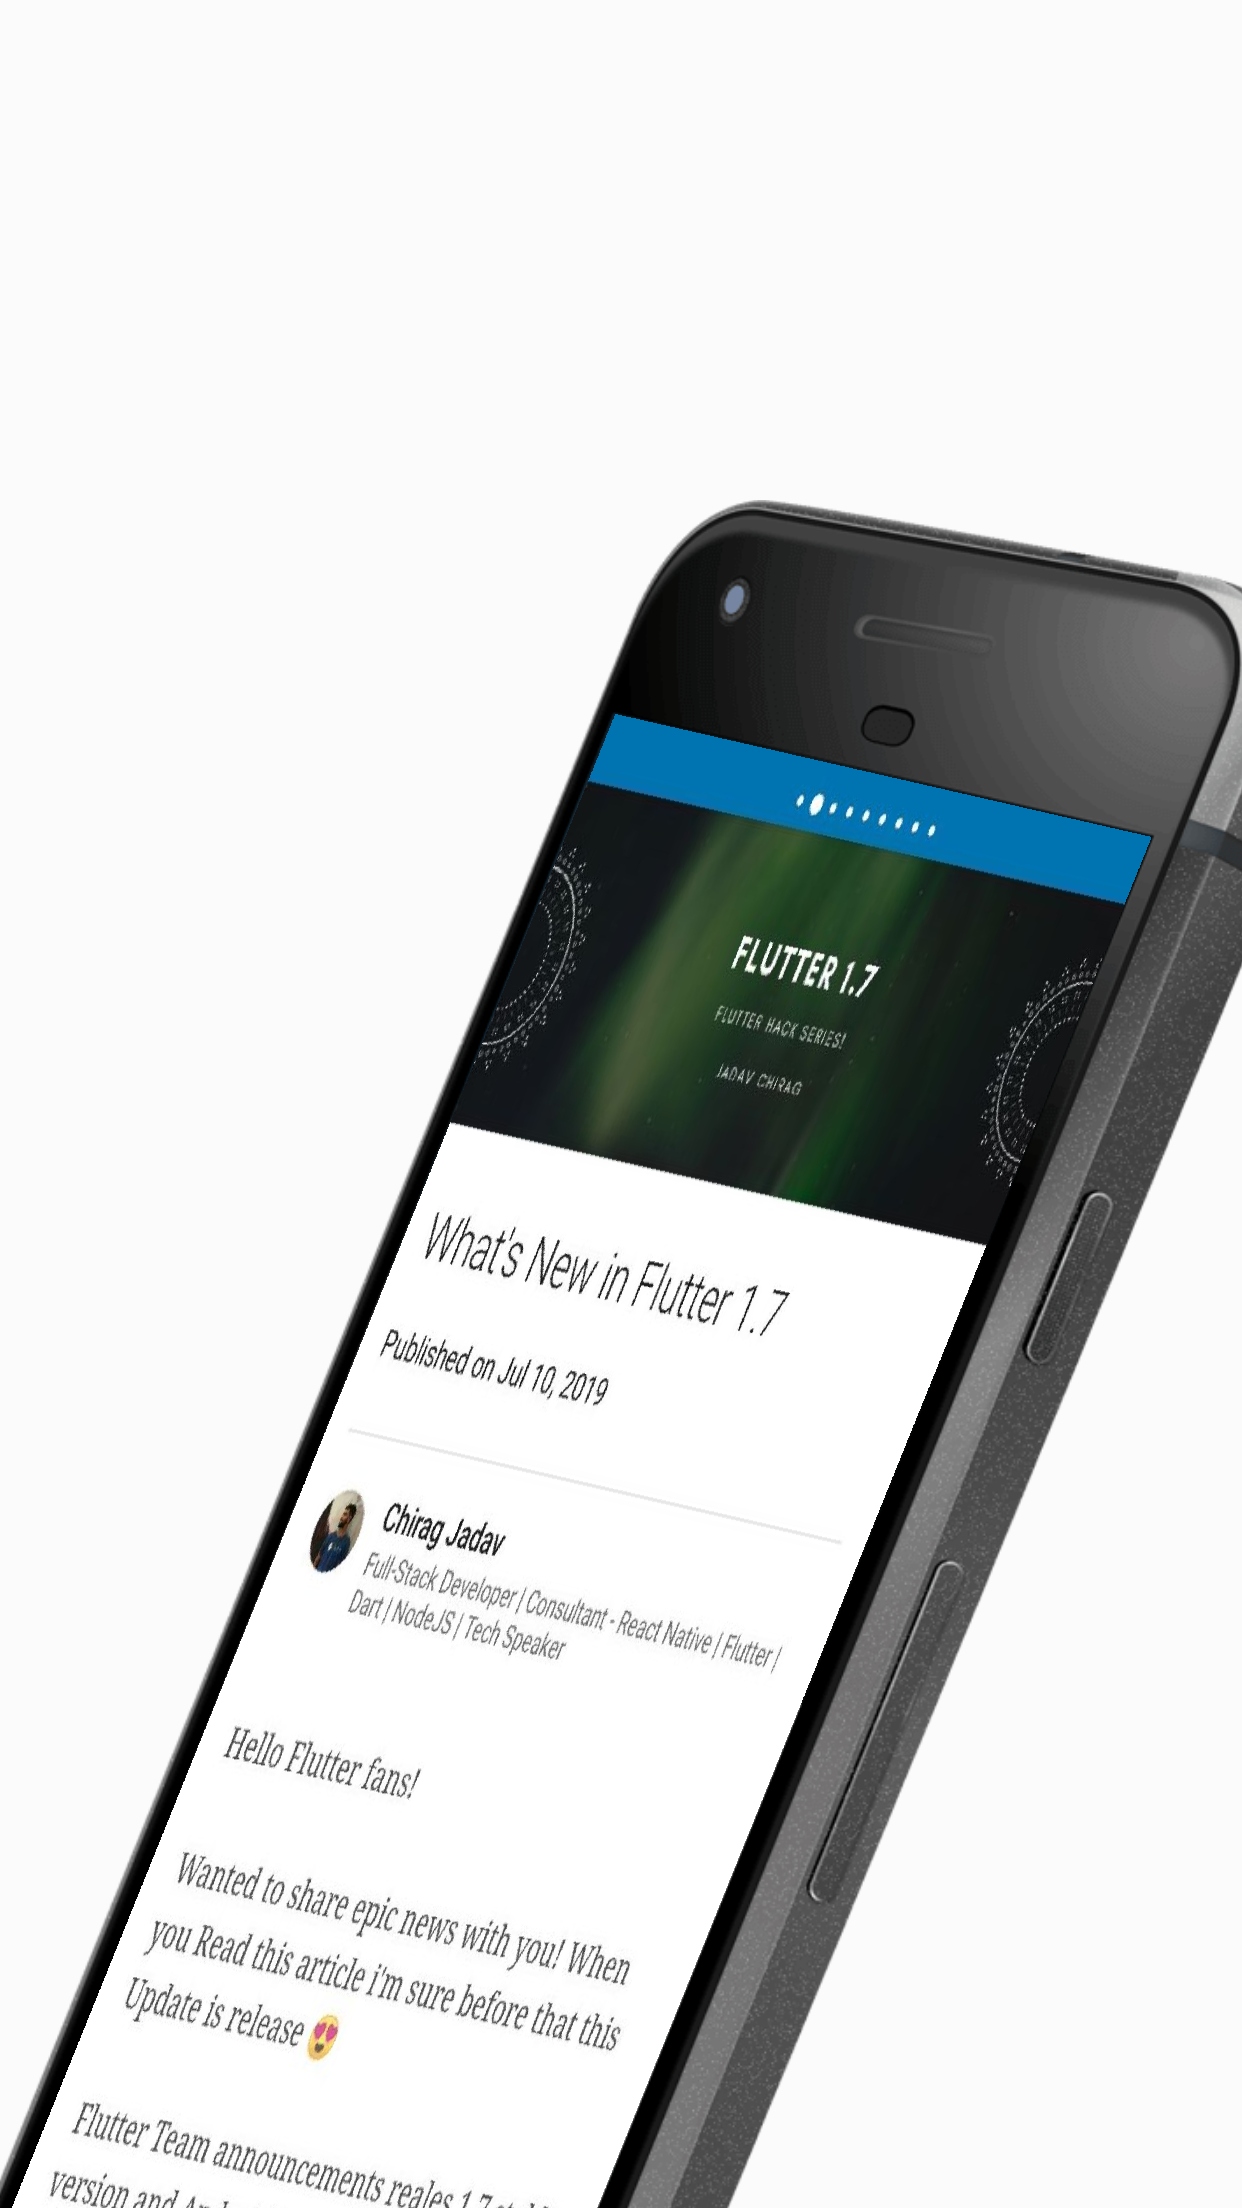 FLUTTER 1.7
FLUTTER HACK SERIES!
JADAV CHIRAG
What's New in Flutter 1.7
Published on Jul 10, 2019
Chirag Jadav
Full-Stack Developer | Consultant - React Native | Flutter |
Dart | NodeJS | Tech Speaker
Hello Flutter fans!
Wanted to share epic news with you! When
you Read this article i'm sure before that this
Update is release 😍
Flutter Team announcements reales 1.7
version and